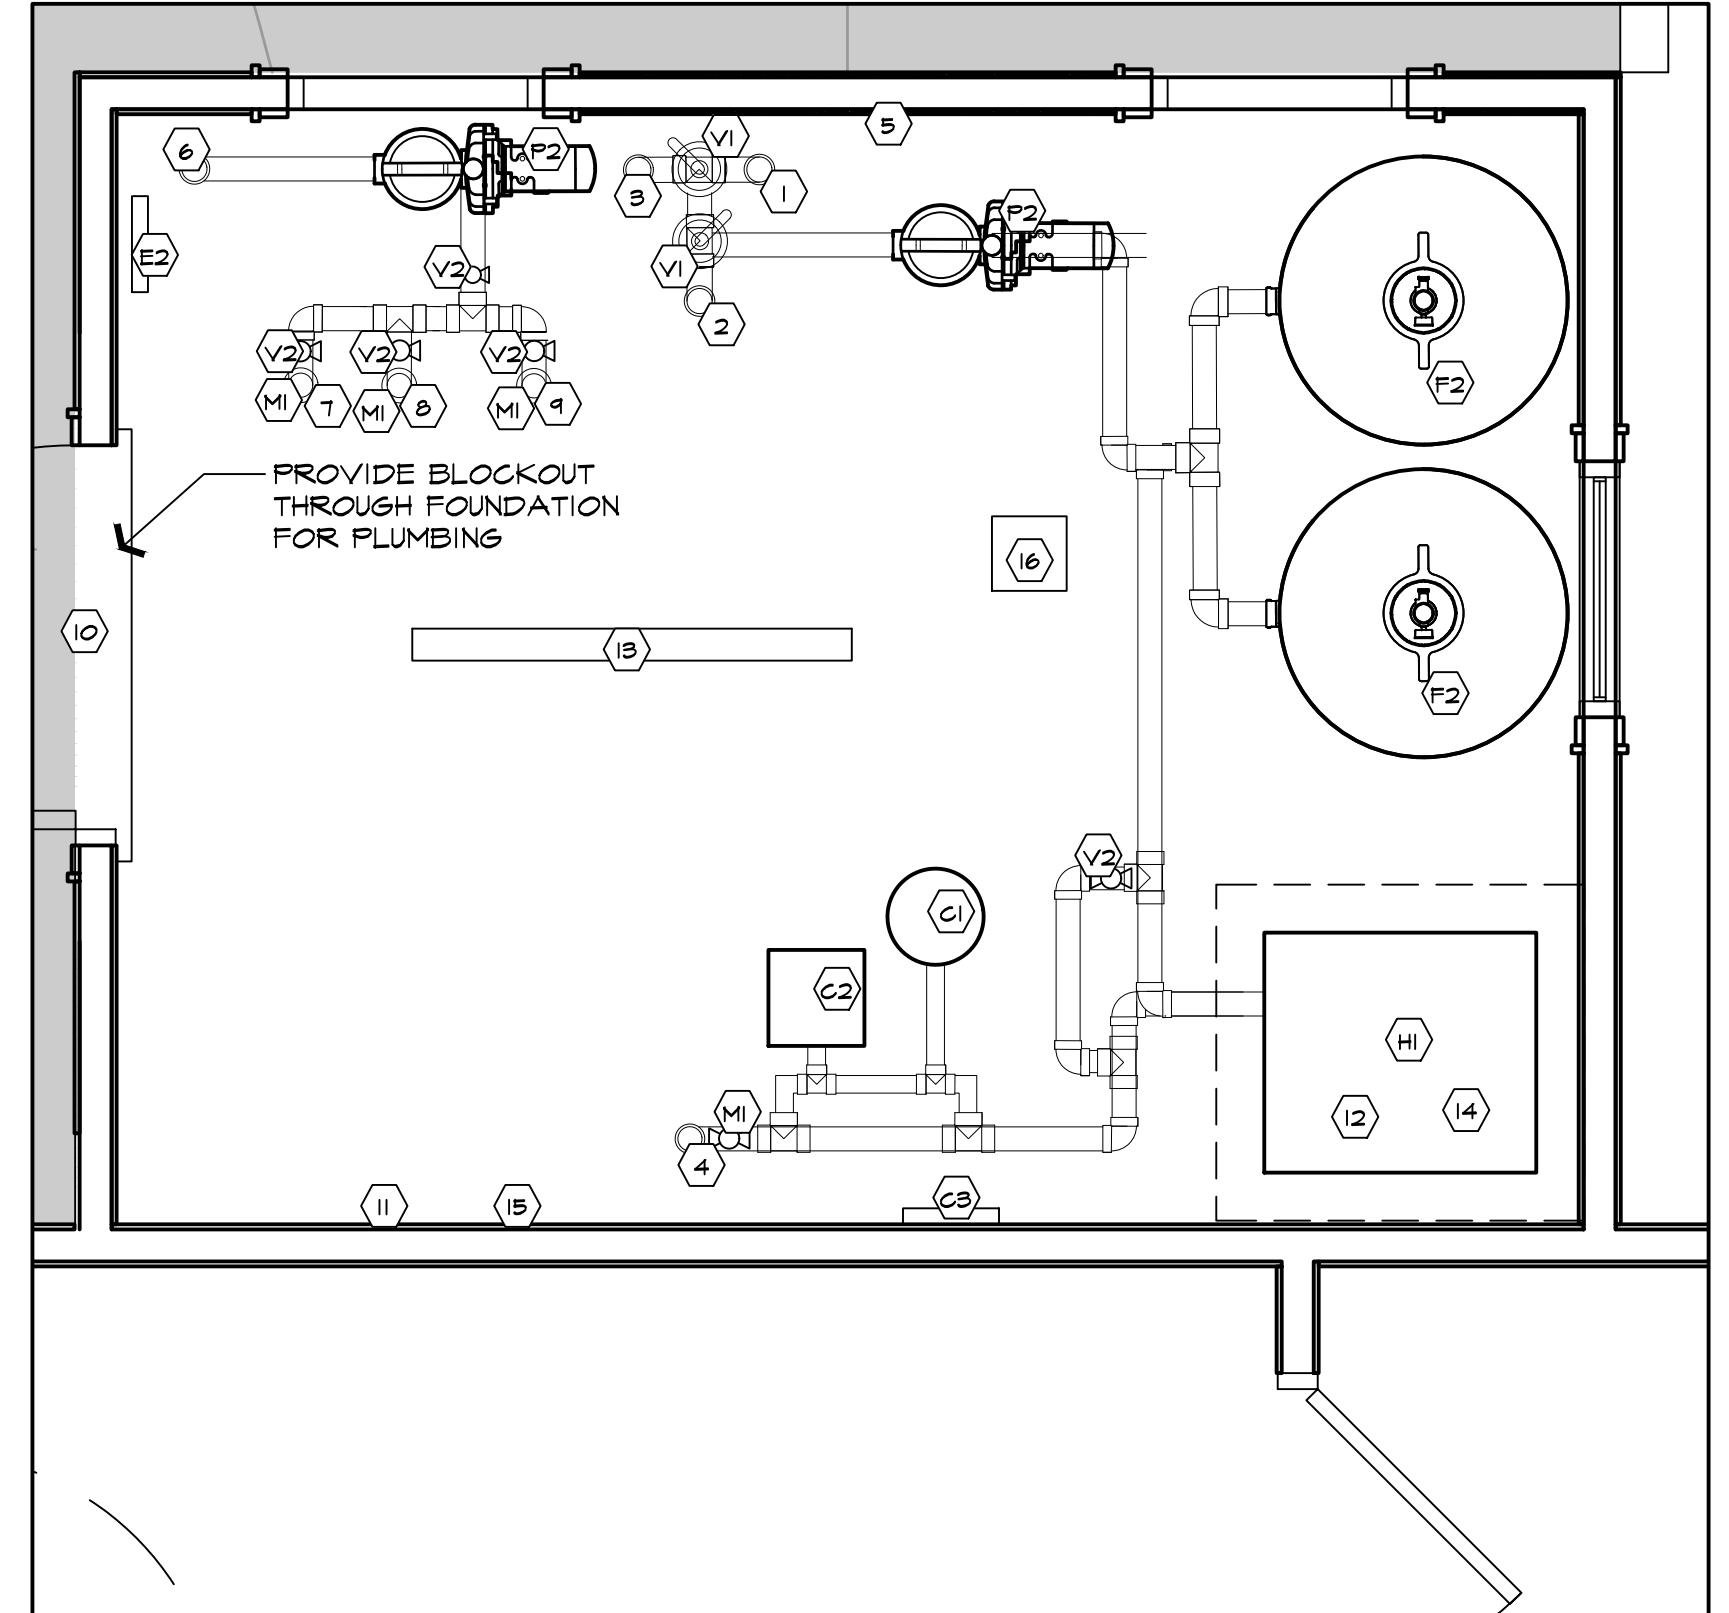 V1
5
6
P2
3
1
P2
E2
V2
V1
2
V2
V2
V2
F2
M1
7
M1
8
M1
9
PROVIDE BLOCKOUT
THROUGH FOUNDATION
FOR PLUMBING
16
10
13
F2
V2
C1
C2
H1
M1
12
14
4
11
15
C3